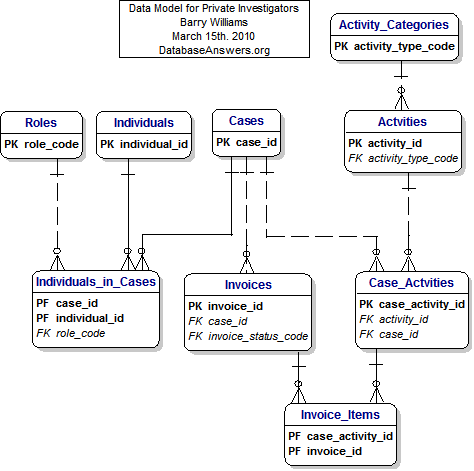 Data Model for Private Investigators
Barry Williams
March 15th. 2010
DatabaseAnswers.org
Activity_Categories
PK activity_type_code
Roles
PK role_code
Individuals
PK individual_id
Cases
PK case_id
Actvities
PK activity_id
FK activity_type_code
Individuals_in_Cases
PF case_id
PF individual_id
FK role_code
Invoices
PK invoice_id
FK case_id
FK invoice_status_code
Case_Actvities
PK case_activity_id
FK activity_id
FK case_id
Invoice_Items
PF case_activity_id
PF invoice_id